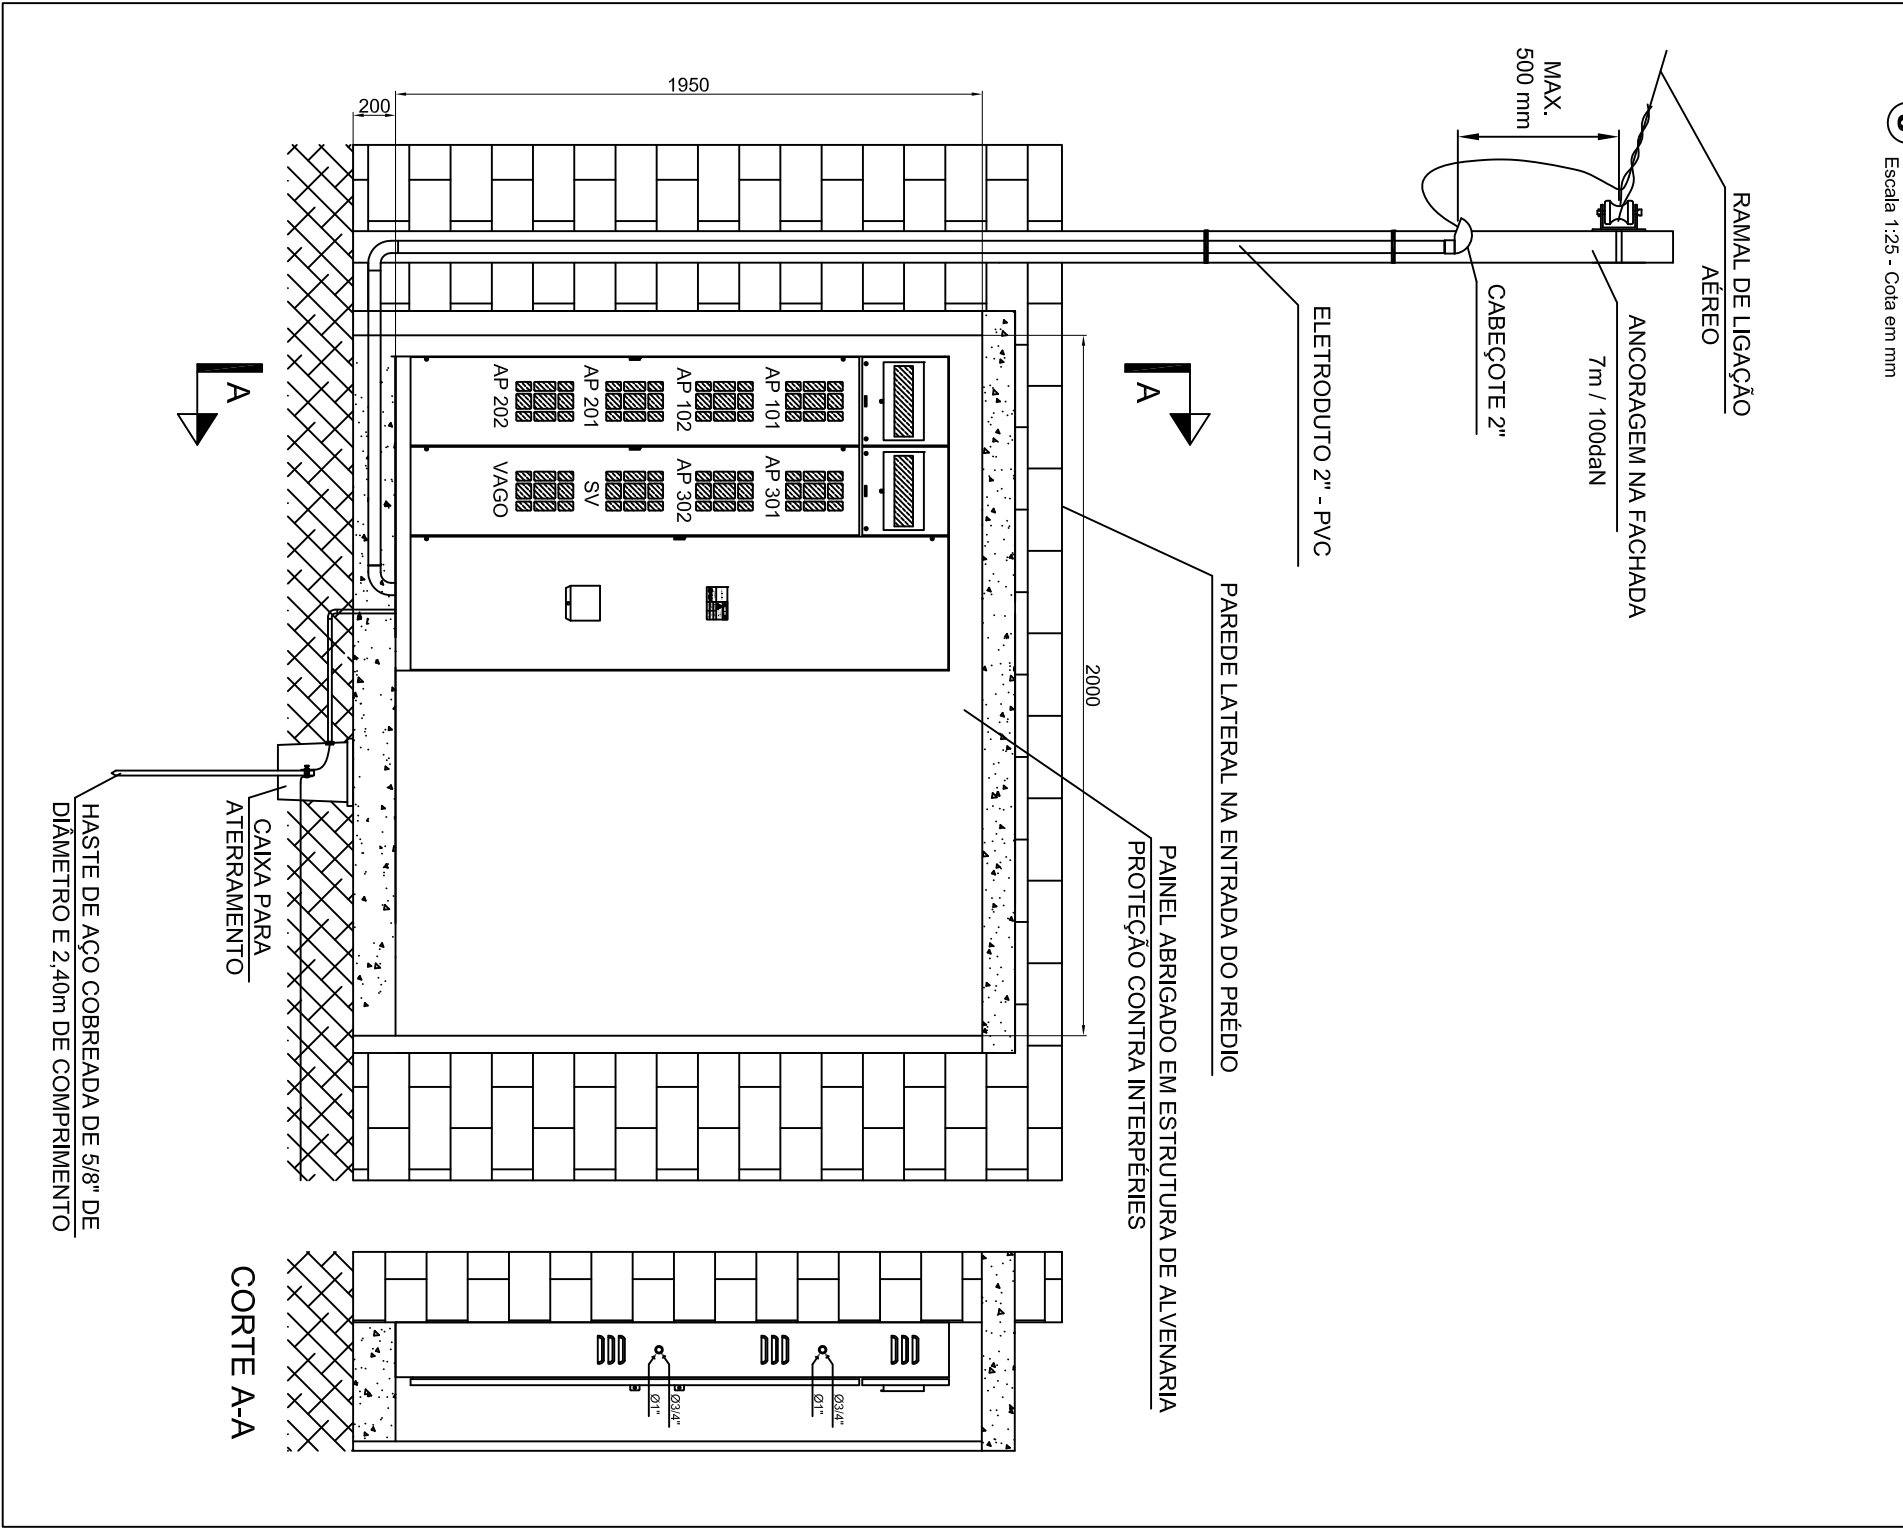 Escala 1:25 - Cota em mm
RAMAL DE LIGAÇÃO
AÉREO
MAX.
500 mm
ANCORAGEM NA FACHADA
7m / 100daN
CABEÇOTE 2"
ELETRODUTO 2" - PVC
PAREDE LATERAL NA ENTRADA DO PRÉDIO
PAINEL ABRIGADO EM ESTRUTURA DE ALVENARIA
PROTEÇÃO CONTRA INTERPÉRIES
A
2000
1950
200
AP 101
AP 102
AP 201
AP 202
AP 301
AP 302
SV
VAGO
A
CAIXA PARA
ATERRAMENTO
HASTE DE AÇO COBREADA DE 5/8" DE
DIÂMETRO E 2,40m DE COMPRIMENTO
Ø3/4"
Ø1"
Ø3/4"
Ø1"
CORTE A-A